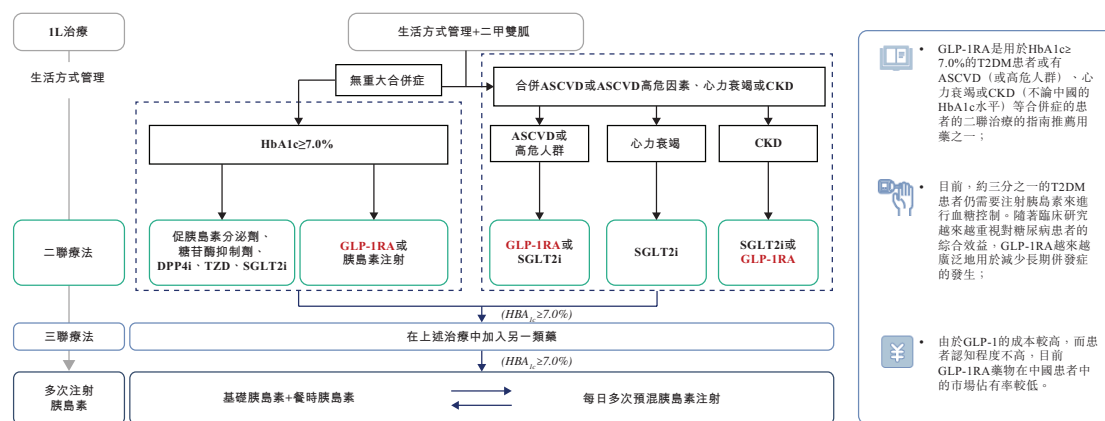 1L治療
生活方式管理+二甲雙胍
生活方式管理
無重大合併症
合併ASCVD或ASCVD高危因素、心力衰竭或CKD
HbA1c≥7.0%
ASCVD或
高危人群
心力衰竭
CKD
二聯療法
促胰島素分泌劑、
糖苷酶抑制劑、
DPP4i、TZD、SGLT2i
GLP-1RA或
胰島素注射
GLP-1RA或
SGLT2i
SGLT2i
SGLT2i或
GLP-1RA
(HBA1c≥7.0%)
三聯療法
在上述治療中加入另一類藥
(HBA1c≥7.0%)
多次注射
胰島素
基礎胰島素+餐時胰島素
每日多次預混胰島素注射
• GLP-1RA是用於HbA1c≥
7.0%的T2DM患者或有
ASCVD（或高危人群）、心
力衰竭或CKD（不論中國的
HbA1c水平）等合併症的患
者的二聯治療的指南推薦用
藥之一；
• 目前，約三分之一的T2DM
患者仍需要注射胰島素來進
行血糖控制。隨著臨床研究
越來越重視對糖尿病患者的
綜合效益，GLP-1RA越來越
廣泛地用於減少長期併發症
的發生；
¥
• 由於GLP-1的成本較高，而患
者認知程度不高，目前
GLP-1RA藥物在中國患者中
的市場佔有率較低。